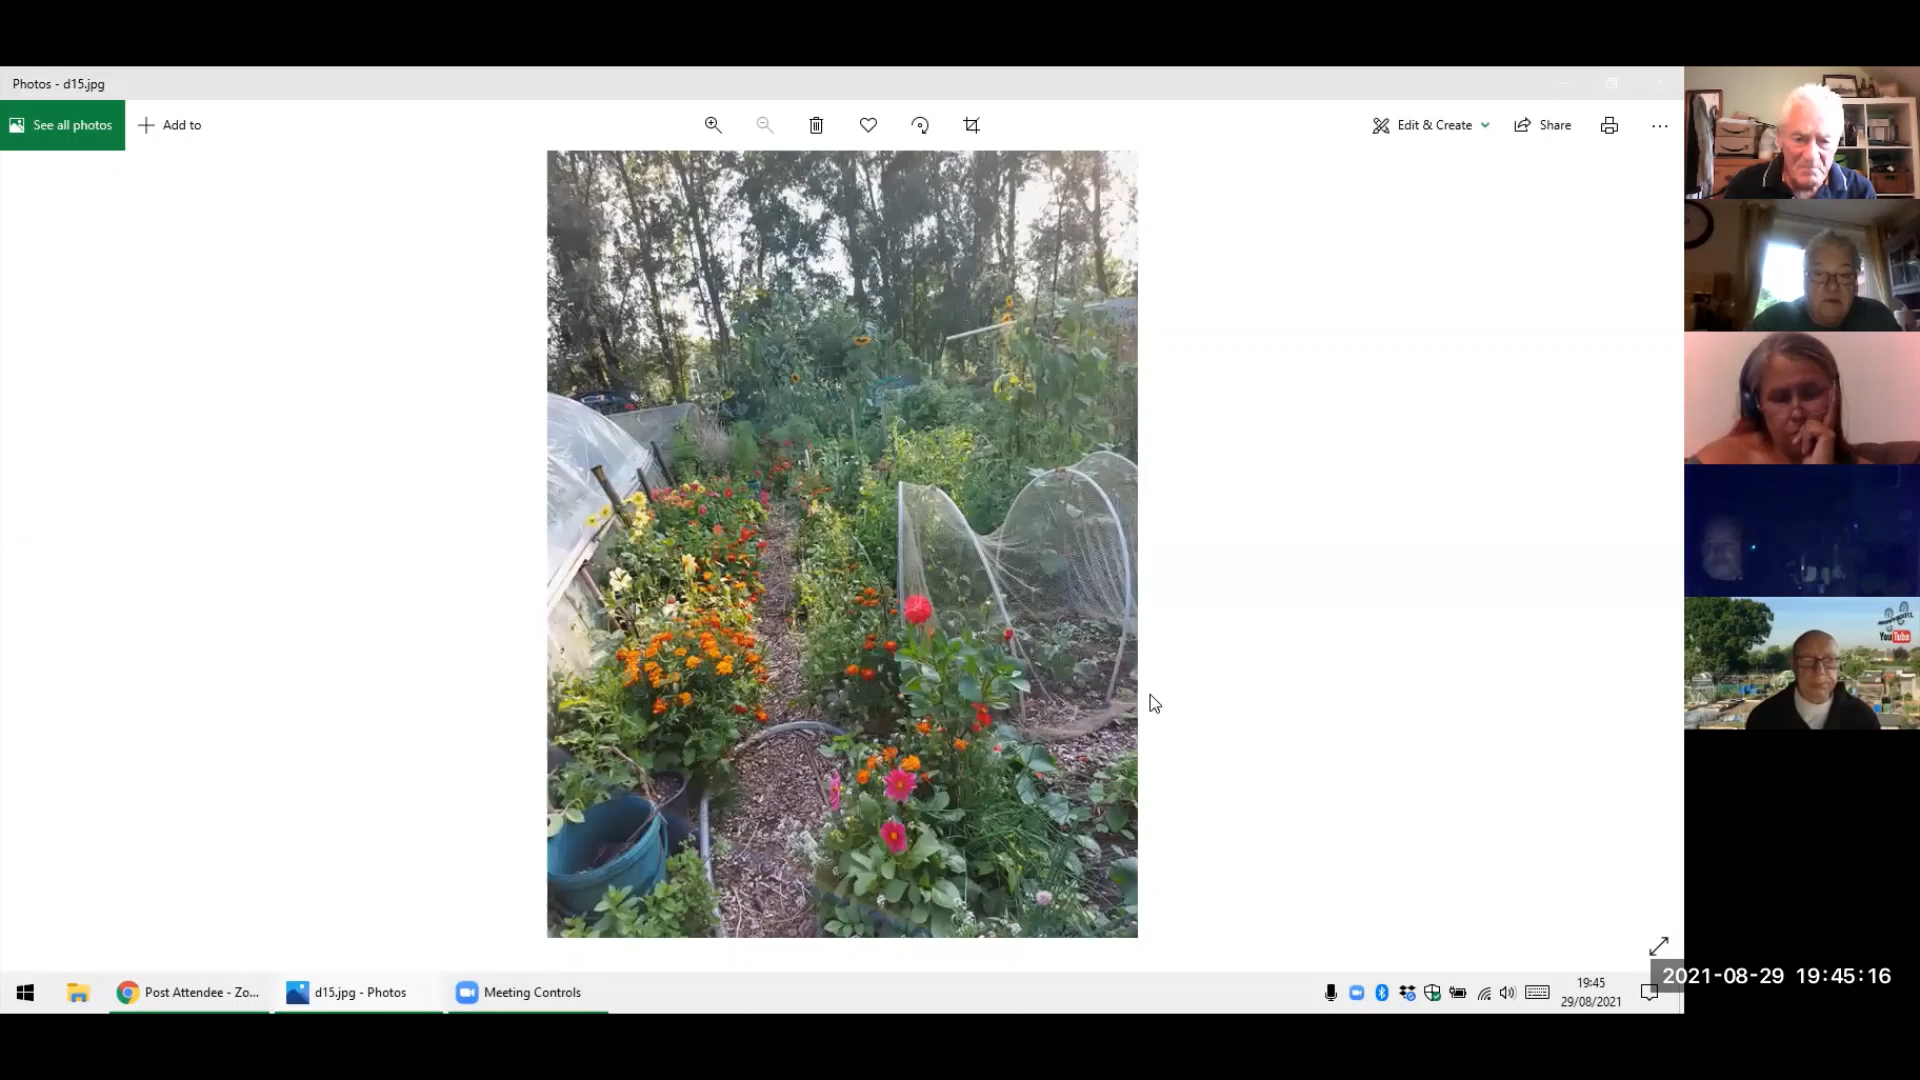 Photos - d15.jpg
See all photos
Add to
Edit & Create
Share
YouTube
Post Attendee - Zo...
d15.jpg - Photos
Meeting Controls
19:45
29/08/2021
2021-08-29 19:45:16